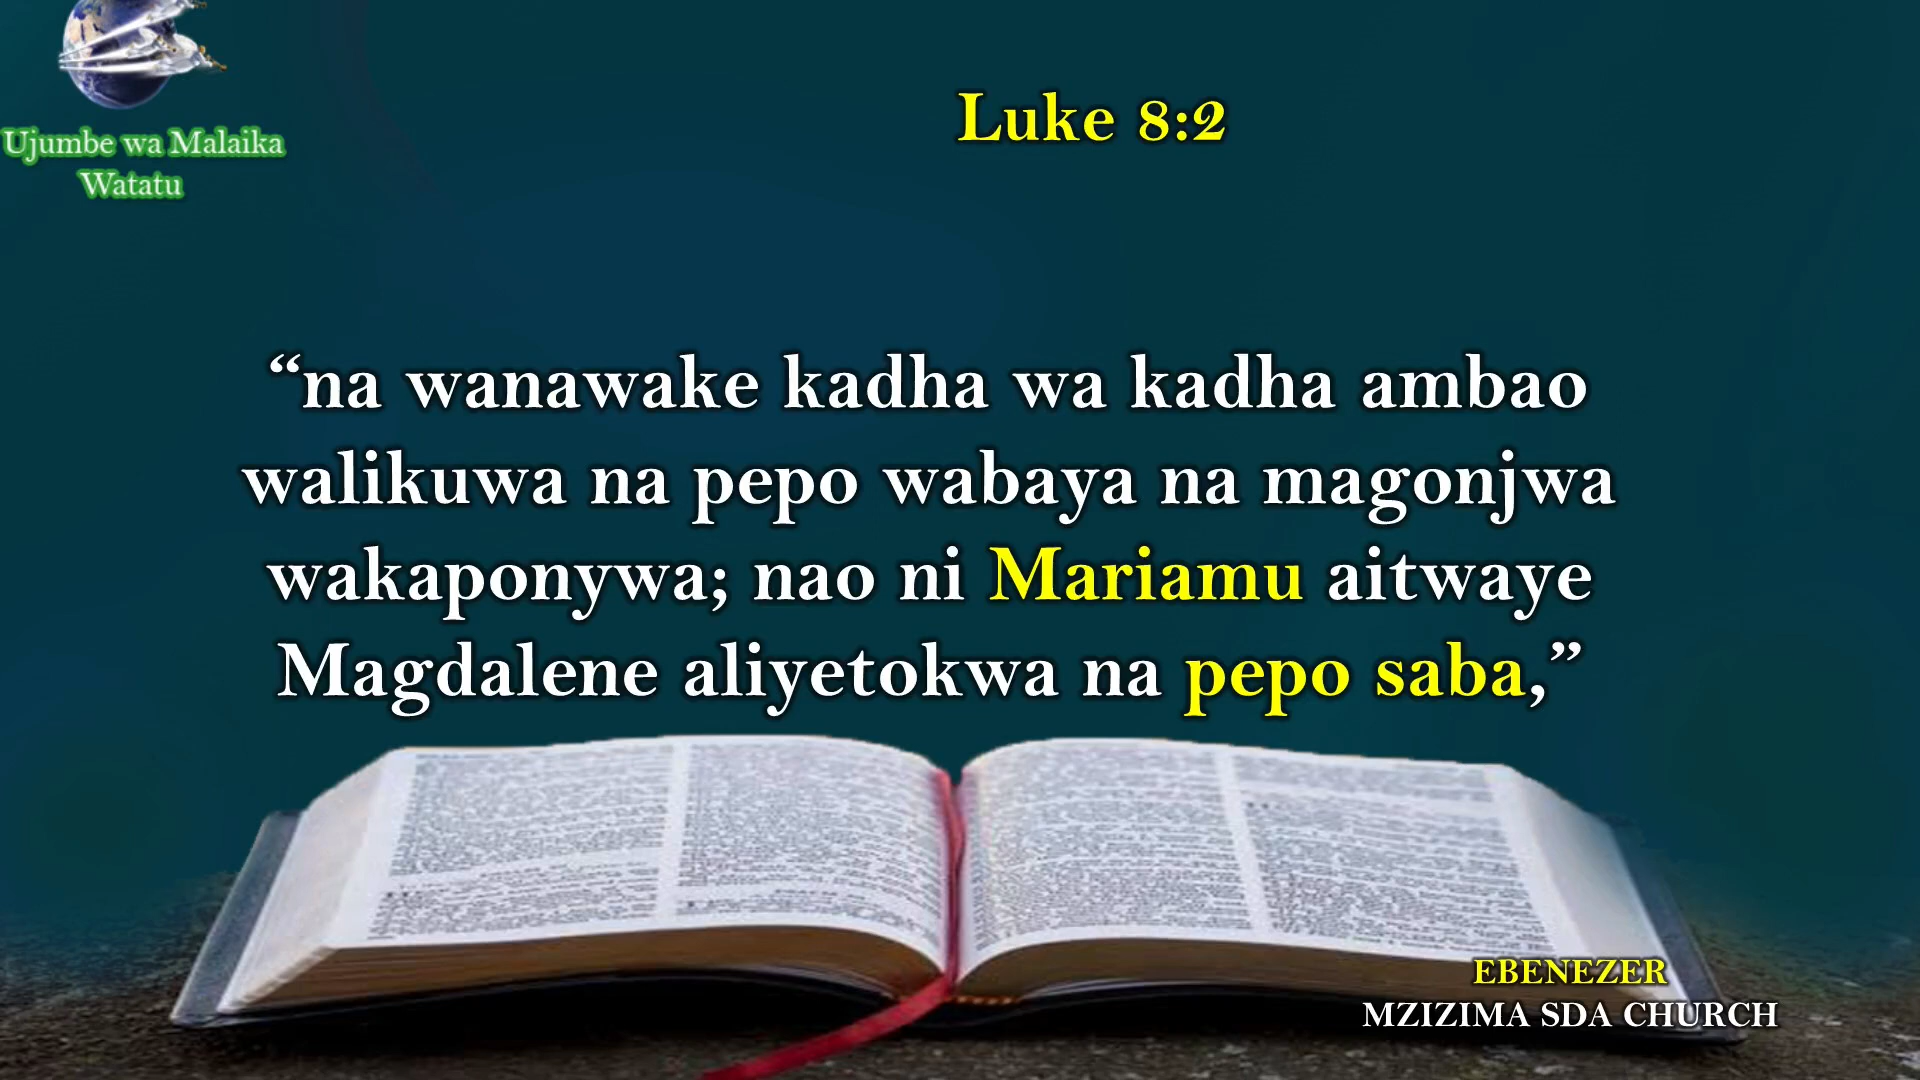 Ujumbe wa Malaika
Watatu
Luke 8:2
“na wanawake kadha wa kadha ambao
walikuwa na pepo wabaya na magonjwa
wakaponywa; nao ni Mariamu aitwaye
Magdalene aliyetokwa na pepo saba,”
EBENEZER
MZIZIMA SDA CHURCH